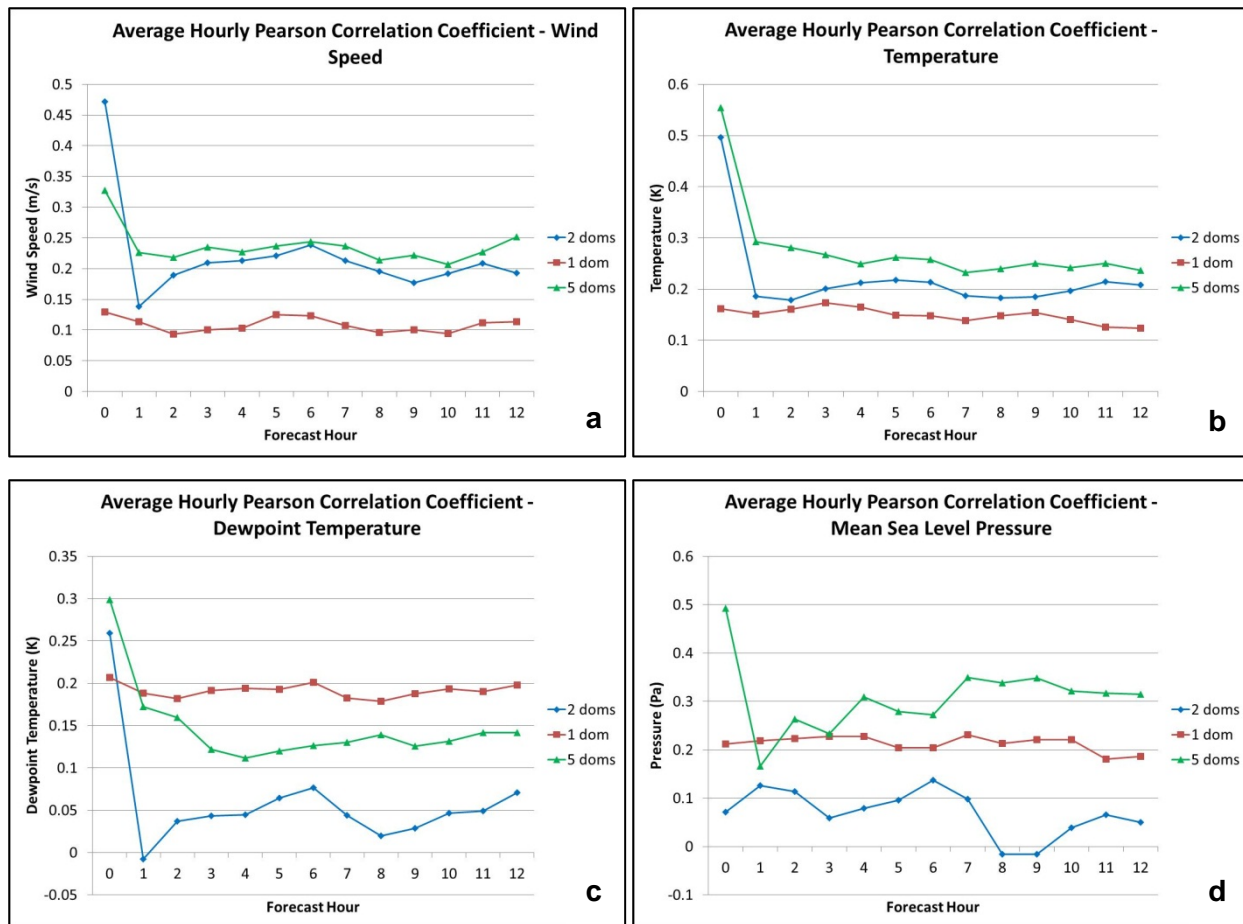 Average Hourly Pearson Correlation Coefficient - Wind
Speed
Wind Speed (m/s)
0.5
0.45
0.4
0.35
0.3
0.25
0.2
0.15
0.1
0.05
0
0 1 2 3 4 5 6 7 8 9 10 11 12
Forecast Hour
2 doms
1 dom
5 doms
a
Average Hourly Pearson Correlation Coefficient -
Temperature
Temperature (K)
0.6
0.5
0.4
0.3
0.2
0.1
0
0 1 2 3 4 5 6 7 8 9 10 11 12
Forecast Hour
2 doms
1 dom
5 doms
b
Average Hourly Pearson Correlation Coefficient -
Dewpoint Temperature
Dewpoint Temperature (K)
0.35
0.3
0.25
0.2
0.15
0.1
0.05
0
-0.05
0 1 2 3 4 5 6 7 8 9 10 11 12
Forecast Hour
2 doms
1 dom
5 doms
c
Average Hourly Pearson Correlation Coefficient -
Mean Sea Level Pressure
Pressure (Pa)
0.6
0.5
0.4
0.3
0.2
0.1
0
-0.1
0 1 2 3 4 5 6 7 8 9 10 11 12
Forecast Hour
2 doms
1 dom
5 doms
d